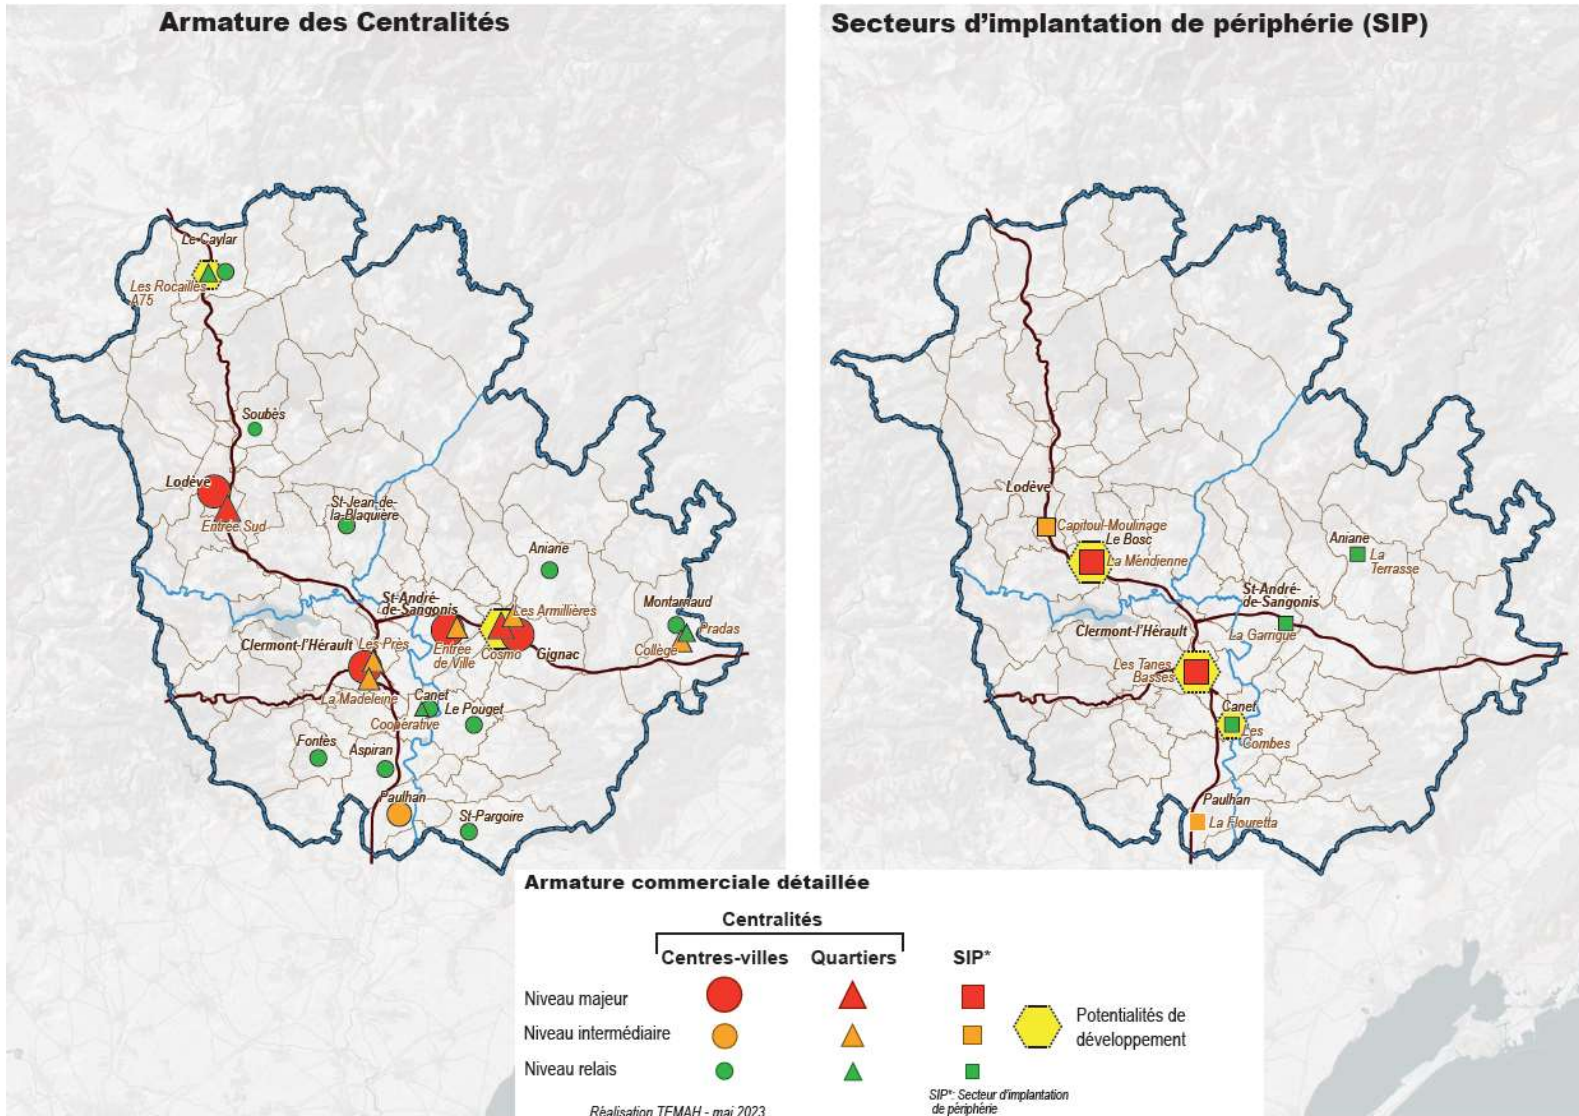 Armature des Centralités
Le Caylar
Les Rocailles
A75
Soubès
Lodève
Entrée Sud
St-Jean-de-
la-Blaquière
Aniane
St-André-
de-Sangonis
Les Armillières
Montarnaud
Pradas
Collège
Clermont-l'Hérault
Les Près
Entrée
de Ville
Cosmo
Gignac
La Madeleine
Canet
Coopérative
Le Pouget
Fontès
Aspiran
Paulhan
St-Pargoire
Secteurs d'implantation de périphérie (SIP)
Lodève
Capitoul-Moulinage
Le Bosc
La Méridienne
Aniane
La
Terrasse
St-André-
de-Sangonis
La Garrigue
Clermont-l'Hérault
Les Tanes
Basses
Canet
Les
Combes
Paulhan
La Flouretta
Armature commerciale détaillée
Centralités
Centres-villes Quartiers SIP*
Niveau majeur
Niveau intermédiaire
Niveau relais
Potentialités de
développement
SIP*: Secteur d'implantation
de périphérie
Réalisation TEMAH - mai 2023